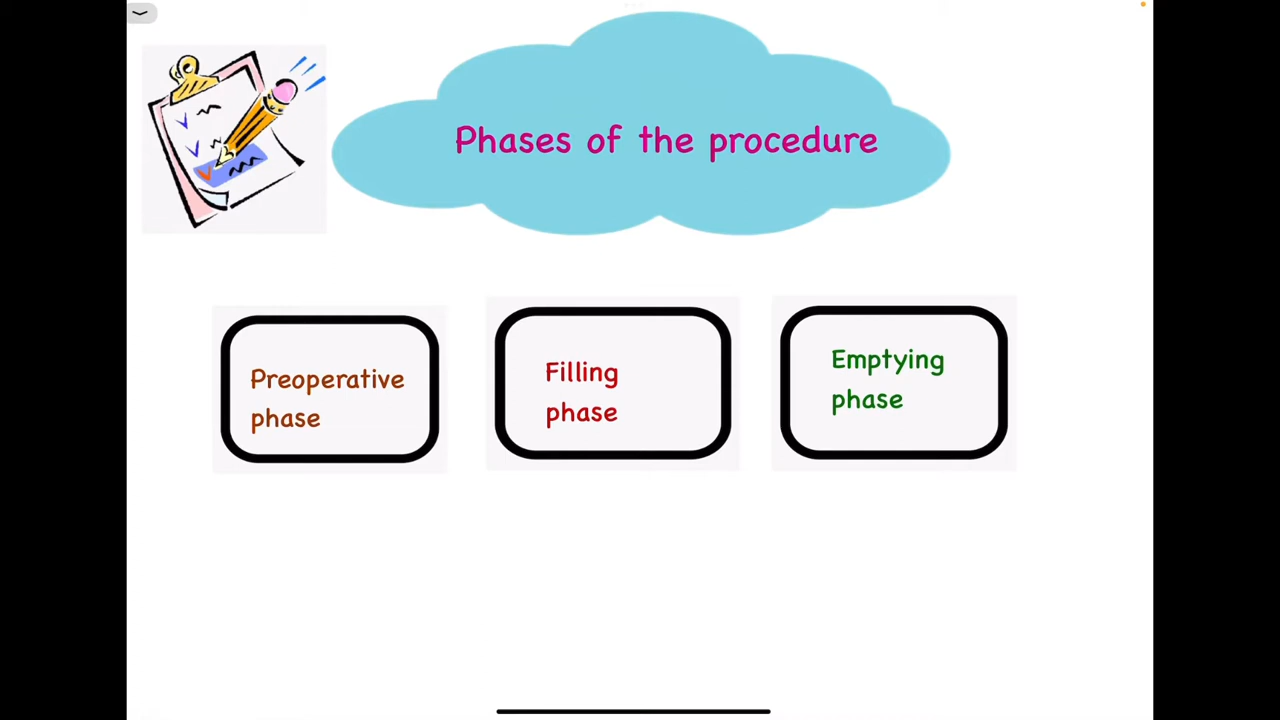 Phases of the procedure
Preoperative
phase
Filling
phase
Emptying
phase